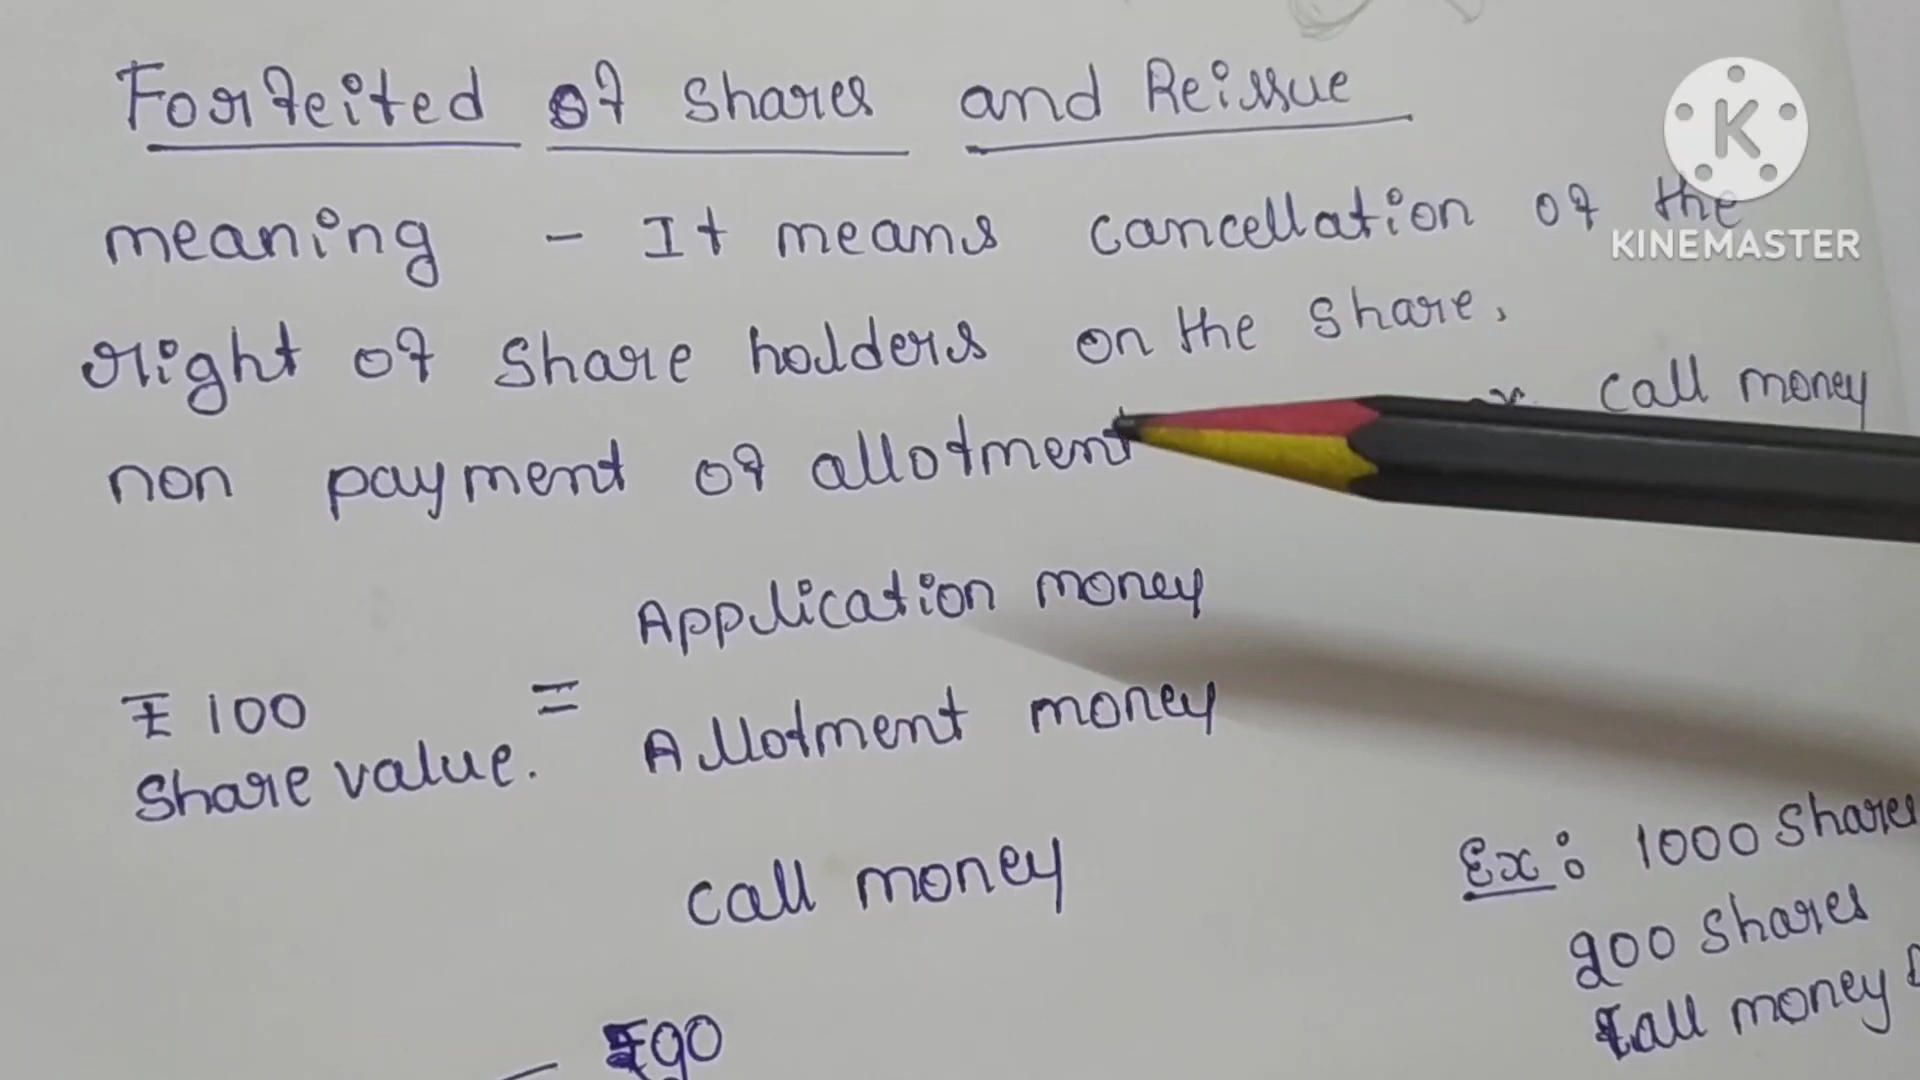 Forfeited of shares and Reissue
meaning - It means cancellation of the
right of share holders on the share.
non payment of allotment call money
Application money
₹ 100 =
Share value. Allotment money
call money
Ex: 1000 Shares
200 Shares
call money
₹90
K
KINEMASTER